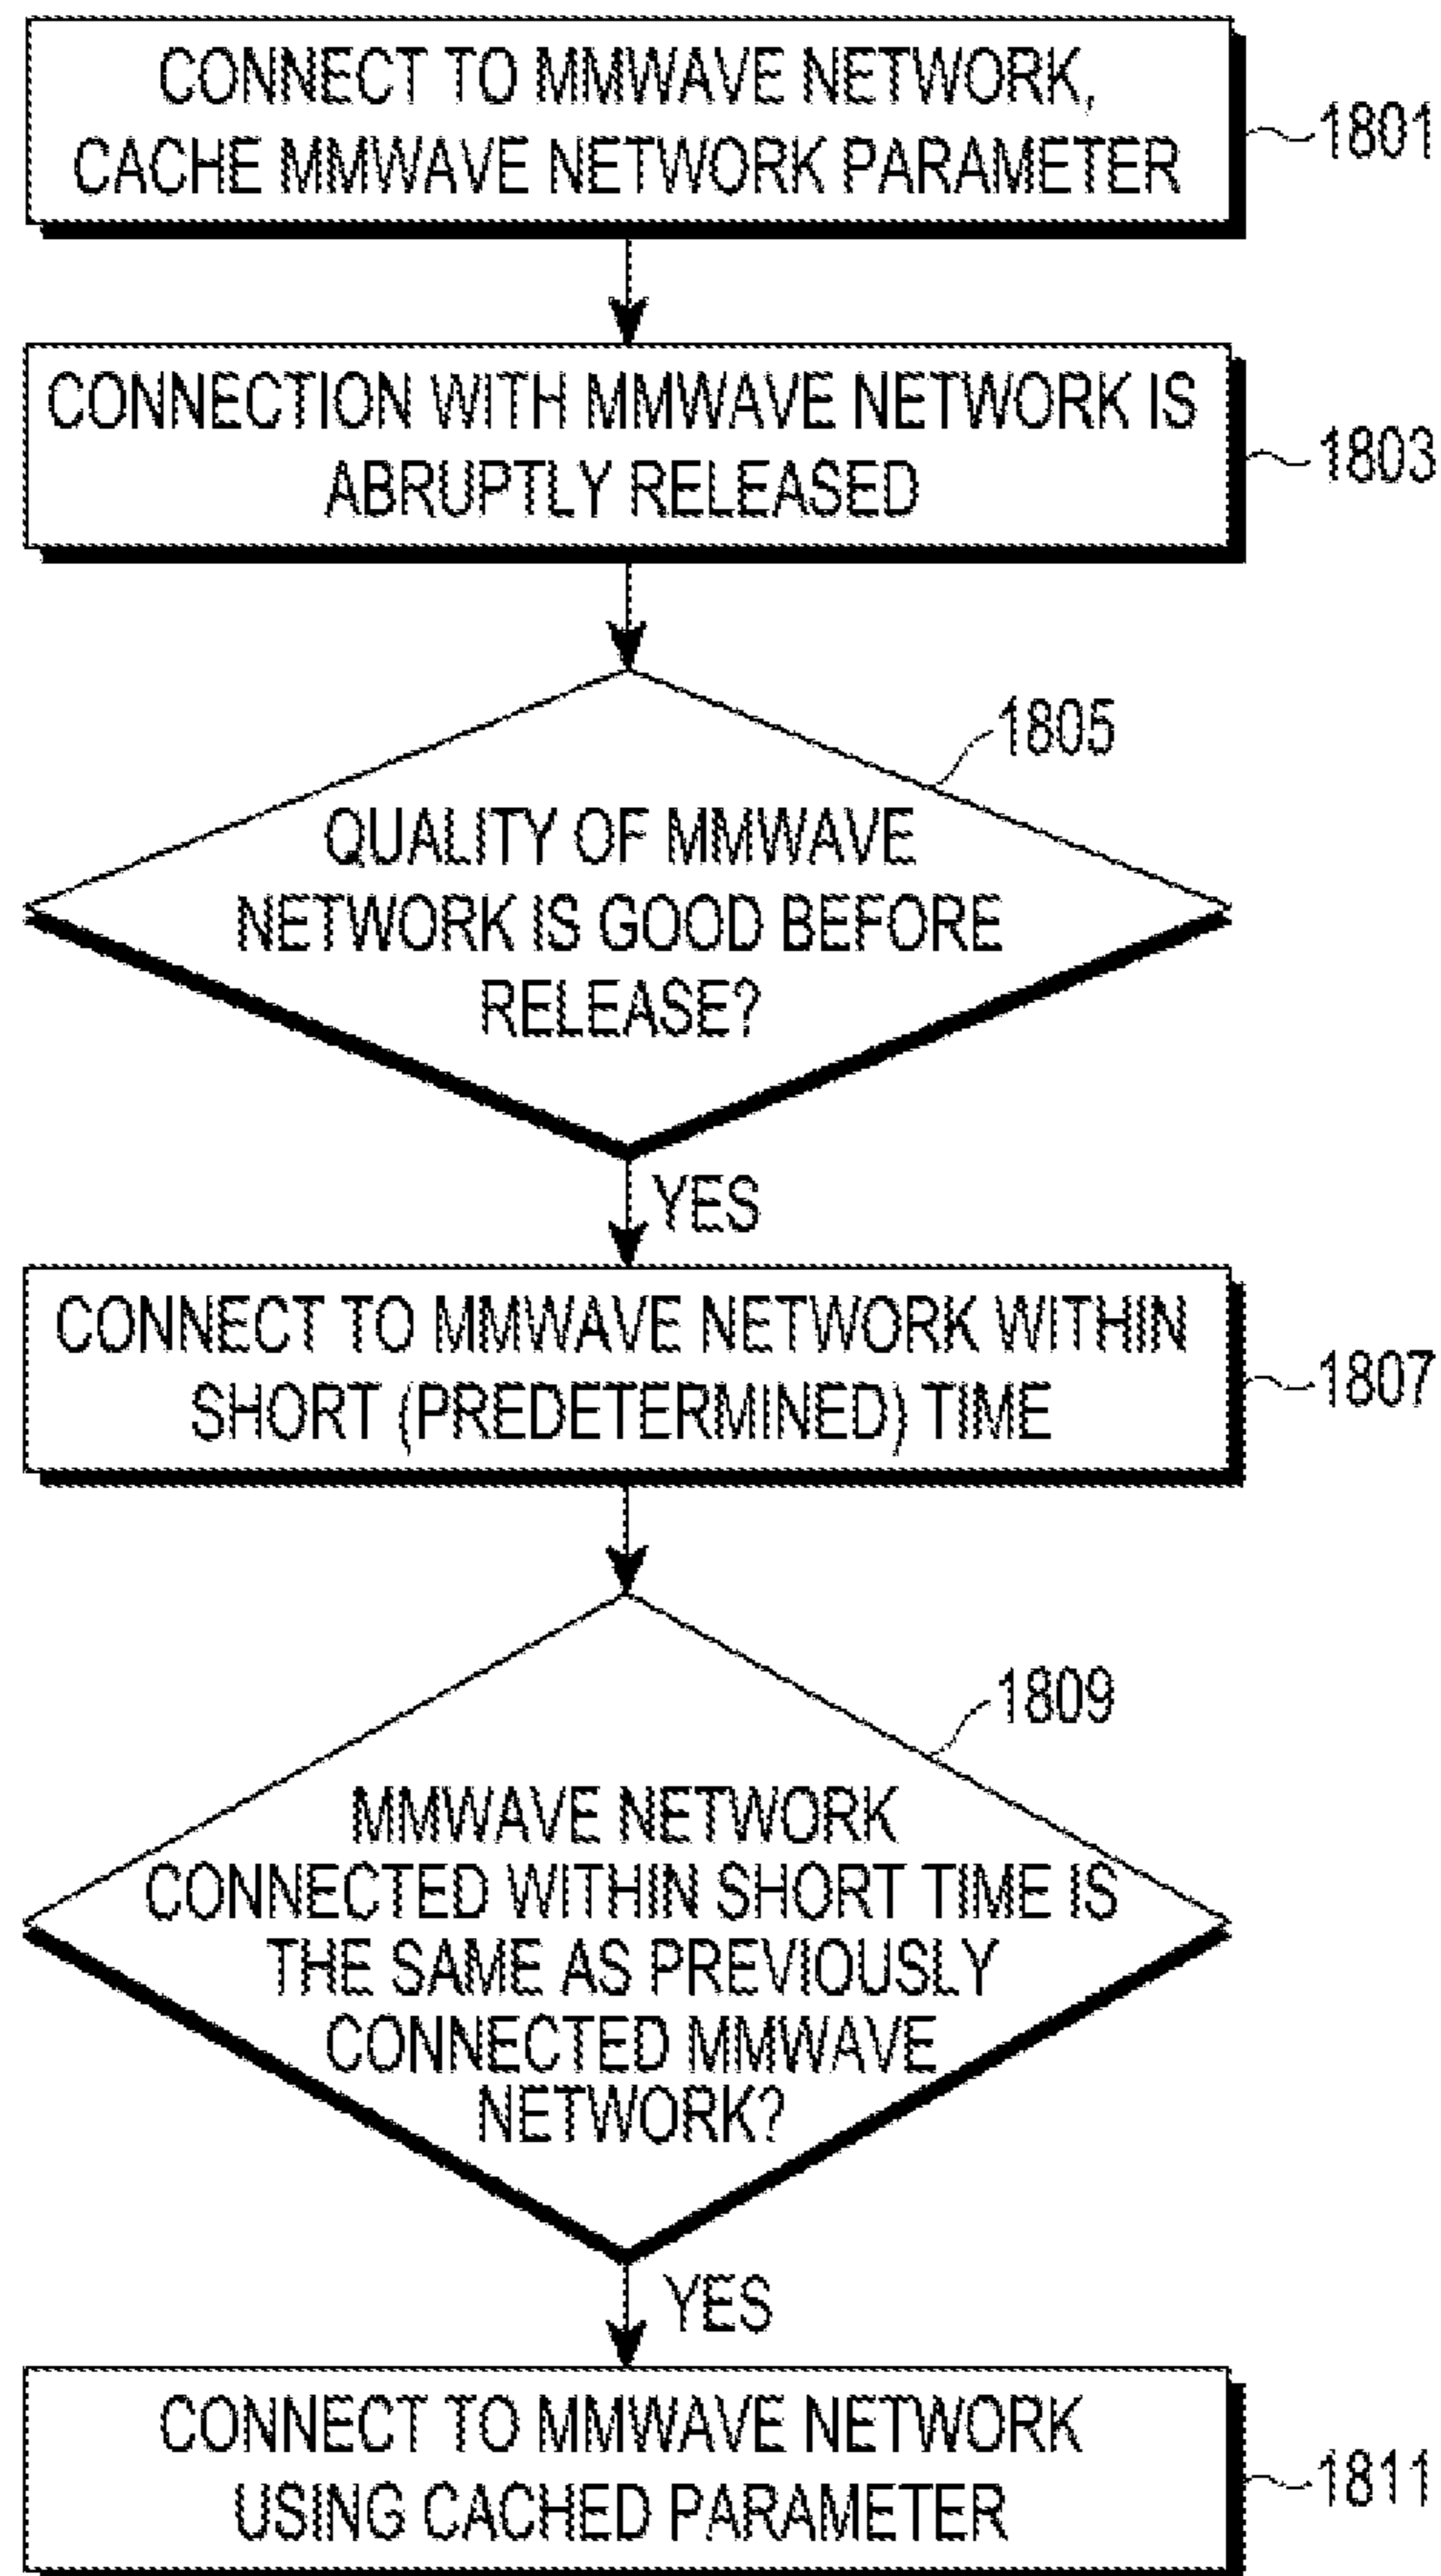 CONNECT TO MMWAVE NETWORK,
CACHE MMWAVE NETWORK PARAMETER
1801
CONNECTION WITH MMWAVE NETWORK IS
ABRUPTLY RELEASED
1803
1805
QUALITY OF MMWAVE
NETWORK IS GOOD BEFORE
RELEASE?
YES
CONNECT TO MMWAVE NETWORK WITHIN
SHORT (PREDETERMINED) TIME
1807
1809
MMWAVE NETWORK
CONNECTED WITHIN SHORT TIME IS
THE SAME AS PREVIOUSLY
CONNECTED MMWAVE
NETWORK?
YES
CONNECT TO MMWAVE NETWORK
USING CACHED PARAMETER
1811